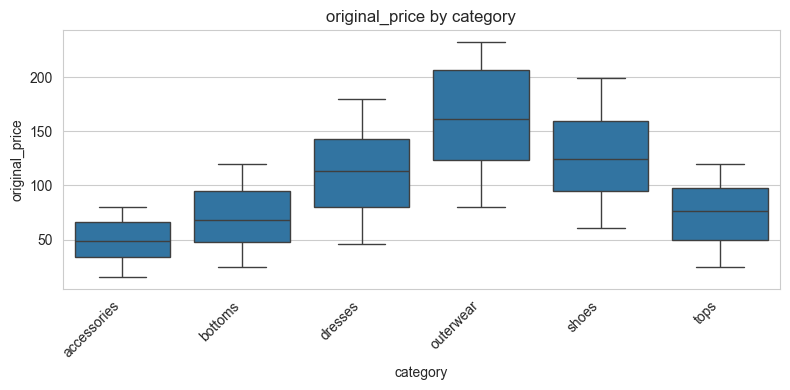 original_price by category
original_price
200
150
100
50
accessories
bottoms
dresses
outerwear
shoes
tops
category